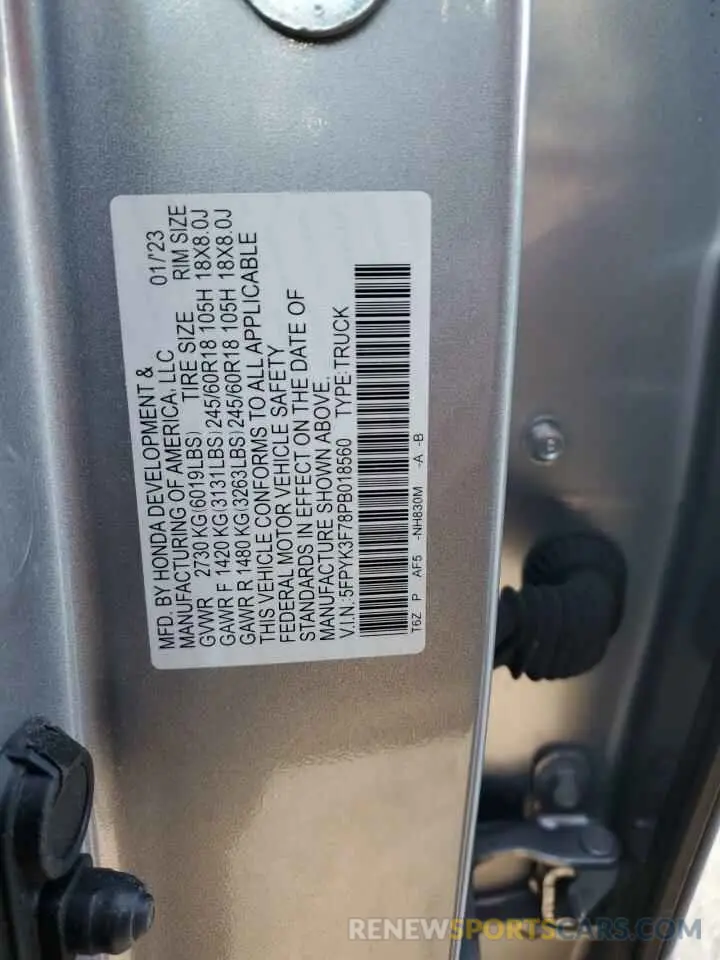 MFD. BY HONDA DEVELOPMENT &
MANUFACTURING OF AMERICA, LLC 01/'23
GVWR 2730 KG (6019LBS) TIRE SIZE RIM SIZE
GAWR F 1420 KG (3131LBS) 245/60R18 105H 18X8.0J
GAWR R 1480 KG (3263LBS) 245/60R18 105H 18X8.0J
THIS VEHICLE CONFORMS TO ALL APPLICABLE
FEDERAL MOTOR VEHICLE SAFETY
STANDARDS IN EFFECT ON THE DATE OF
MANUFACTURE SHOWN ABOVE.
V.I.N.:5FPYK3F78PB018560 TYPE:TRUCK
T6Z P AF5 -NH830M -A -B
RENEWSPORTSCARS.COM